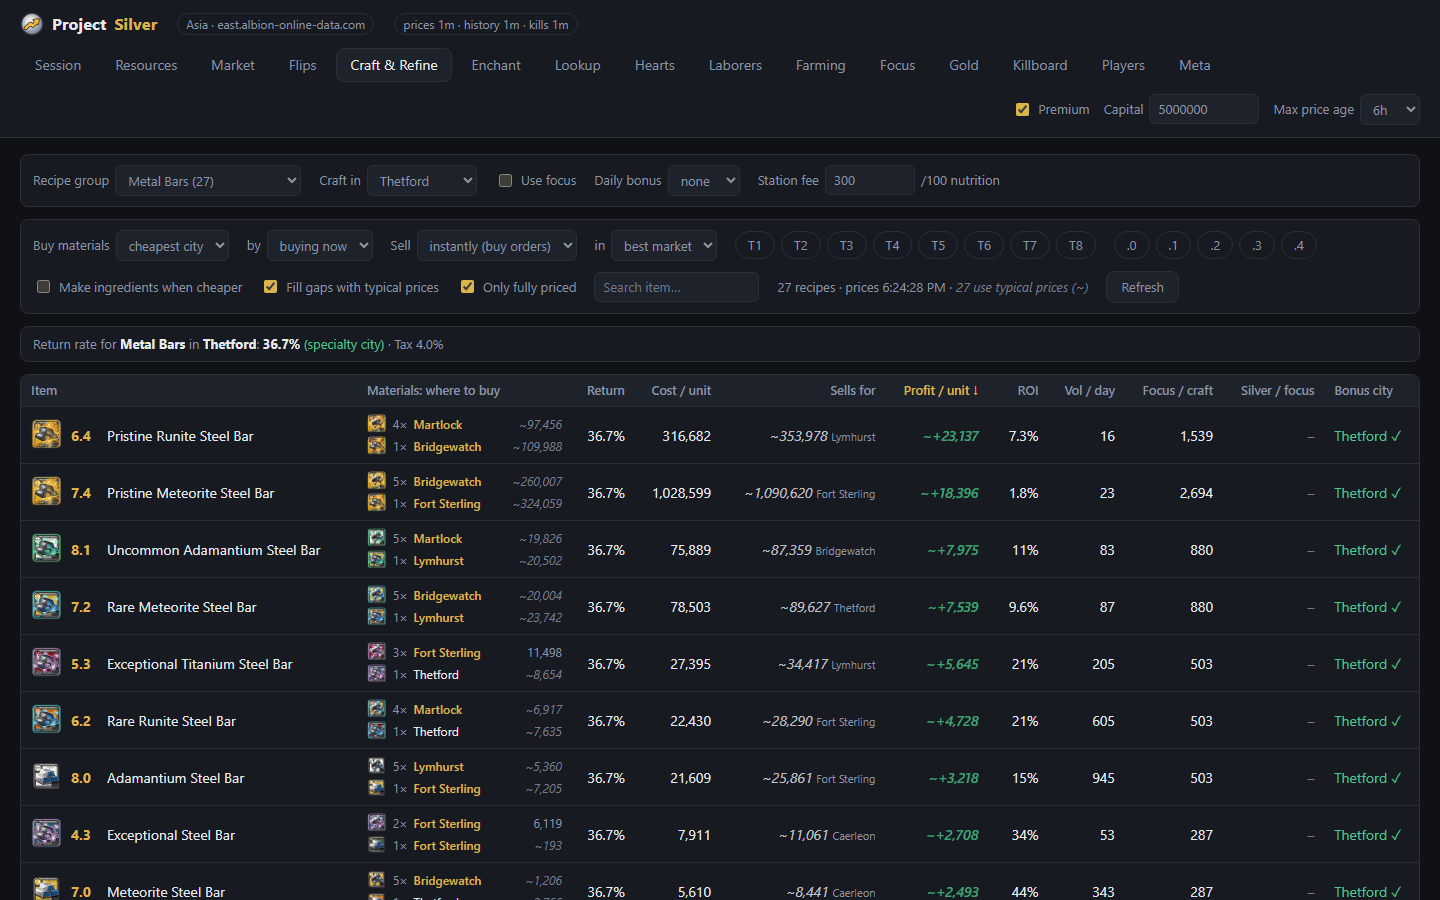 Project Silver
Asia · east.albion-online-data.com
prices 1m · history 1m · kills 1m
Session Resources Market Flips Craft & Refine Enchant Lookup Hearts Laborers Farming Focus Gold Killboard Players Meta
Premium Capital 5000000 Max price age 6h
Recipe group Metal Bars (27) Craft in Thetford Use focus Daily bonus none Station fee 300 /100 nutrition
Buy materials cheapest city by buying now Sell instantly (buy orders) in best market T1 T2 T3 T4 T5 T6 T7 T8 .0 .1 .2 .3 .4
Make ingredients when cheaper Fill gaps with typical prices Only fully priced Search item... 27 recipes · prices 6:24:28 PM · 27 use typical prices (~) Refresh
Return rate for Metal Bars in Thetford: 36.7% (specialty city) · Tax 4.0%
Item Materials: where to buy Return Cost / unit Sells for Profit / unit ↓ ROI Vol / day Focus / craft Silver / focus Bonus city
4× Martlock ~97,456
6.4 Pristine Runite Steel Bar 36.7% 316,682 ~353,978 Lymhurst ~+23,137 7.3% 16 1,539 – Thetford ✓
1× Bridgewatch ~109,988
5× Bridgewatch ~260,007
7.4 Pristine Meteorite Steel Bar 36.7% 1,028,599 ~1,090,620 Fort Sterling ~+18,396 1.8% 23 2,694 – Thetford ✓
1× Fort Sterling ~324,059
5× Martlock ~19,826
8.1 Uncommon Adamantium Steel Bar 36.7% 75,889 ~87,359 Bridgewatch ~+7,975 11% 83 880 – Thetford ✓
1× Lymhurst ~20,502
5× Bridgewatch ~20,004
7.2 Rare Meteorite Steel Bar 36.7% 78,503 ~89,627 Thetford ~+7,539 9.6% 87 880 – Thetford ✓
1× Lymhurst ~23,742
3× Fort Sterling 11,498
5.3 Exceptional Titanium Steel Bar 36.7% 27,395 ~34,417 Lymhurst ~+5,645 21% 205 503 – Thetford ✓
1× Thetford ~8,654
4× Martlock ~6,917
6.2 Rare Runite Steel Bar 36.7% 22,430 ~28,290 Fort Sterling ~+4,728 21% 605 503 – Thetford ✓
1× Thetford ~7,635
5× Lymhurst ~5,360
8.0 Adamantium Steel Bar 36.7% 21,609 ~25,861 Fort Sterling ~+3,218 15% 945 503 – Thetford ✓
1× Fort Sterling ~7,205
2× Fort Sterling 6,119
4.3 Exceptional Steel Bar 36.7% 7,911 ~11,061 Caerleon ~+2,708 34% 53 287 – Thetford ✓
1× Fort Sterling ~193
5× Bridgewatch ~1,206
7.0 Meteorite Steel Bar 36.7% 5,610 ~8,441 Caerleon ~+2,493 44% 343 287 – Thetford ✓